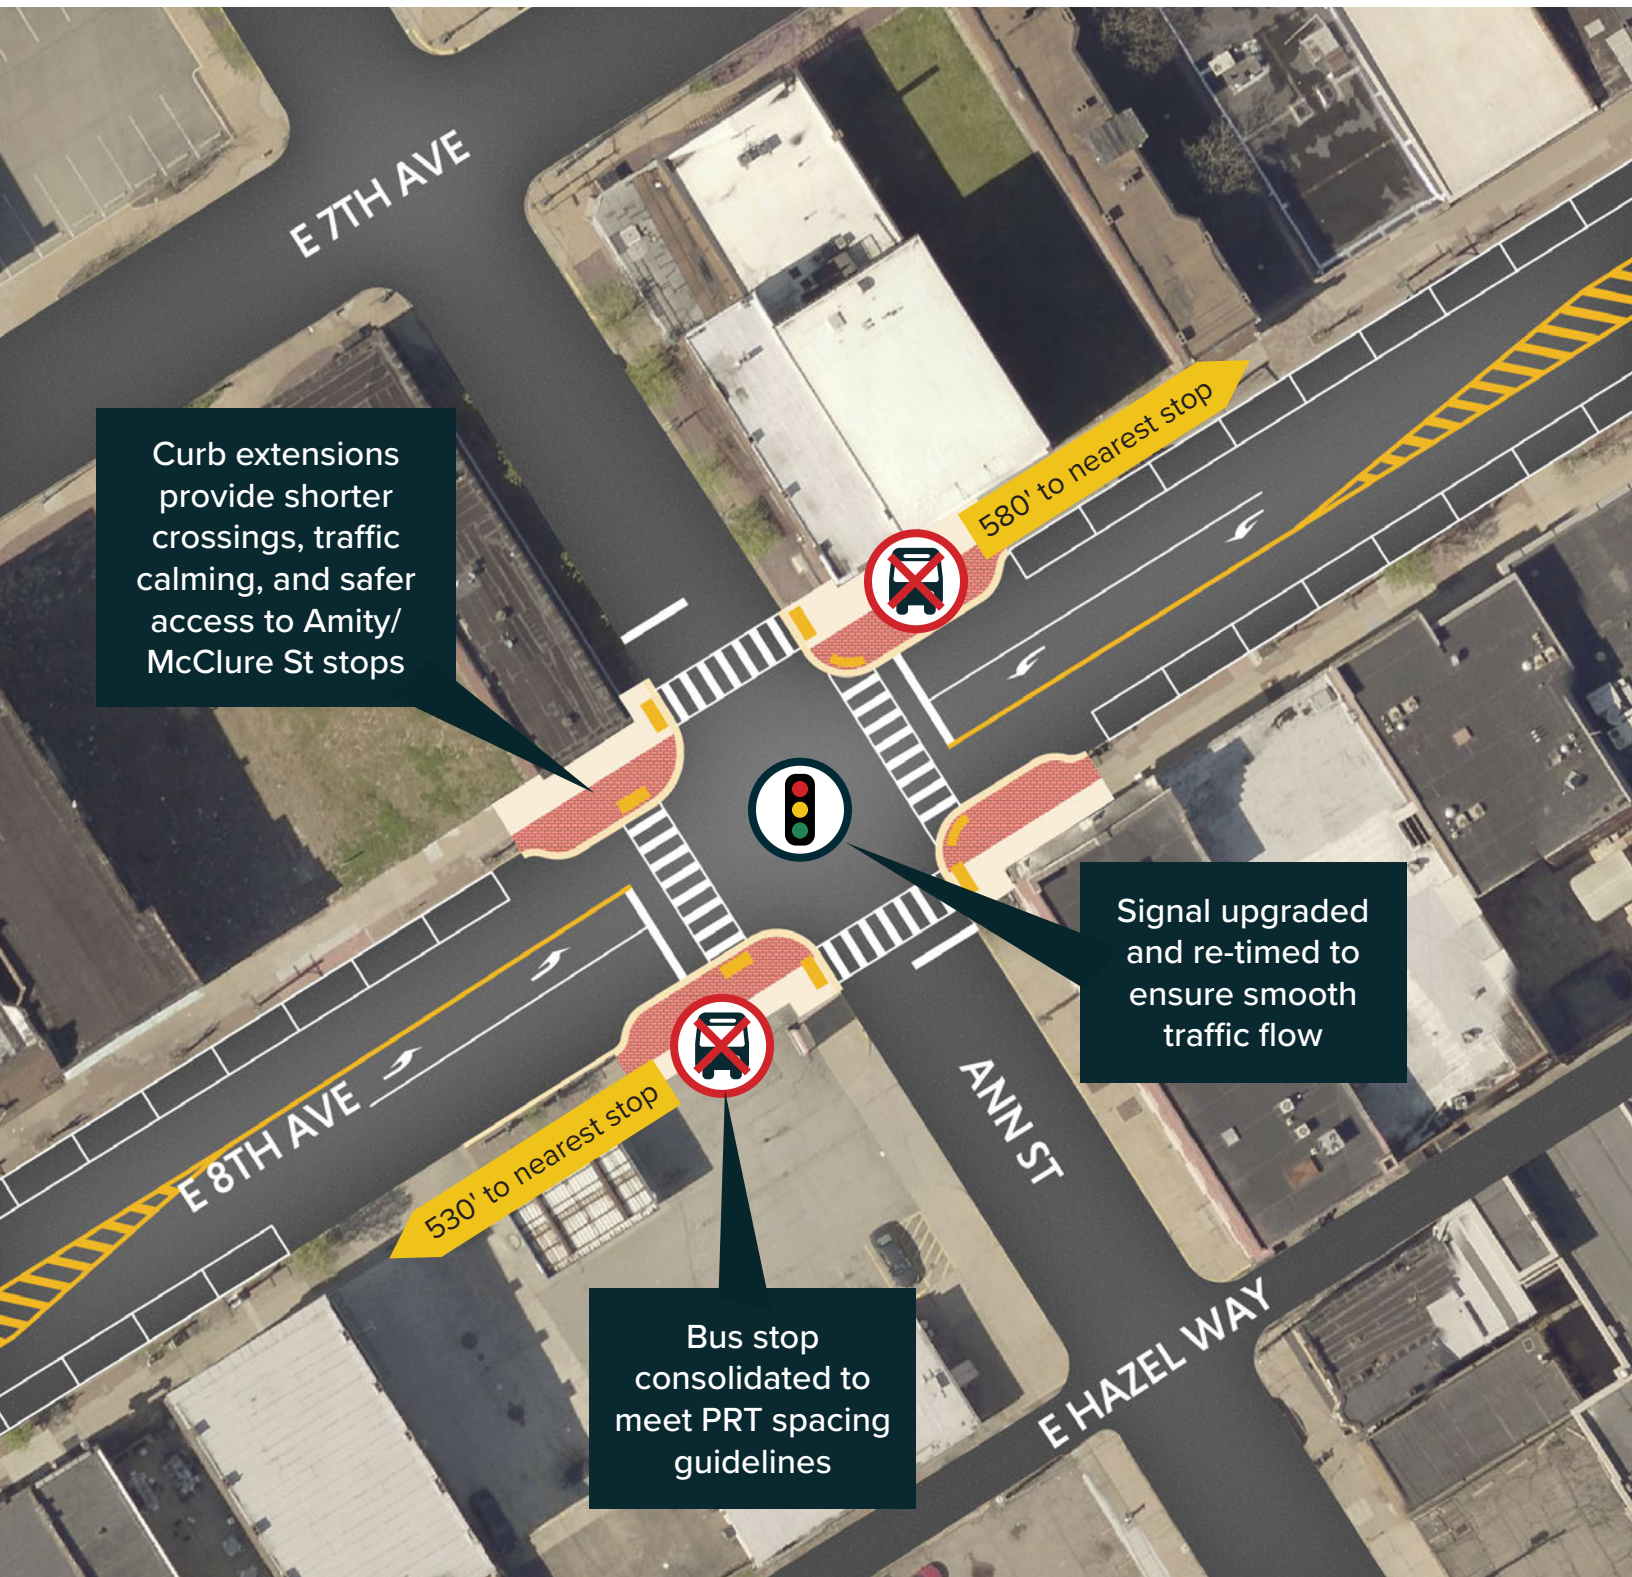 E 7TH AVE
580' to nearest stop
Curb extensions
provide shorter
crossings, traffic
calming, and safer
access to Amity/
McClure St stops
Signal upgraded
and re-timed to
ensure smooth
traffic flow
E 8TH AVE
530' to nearest stop
ANN ST
E HAZEL WAY
Bus stop
consolidated to
meet PRT spacing
guidelines